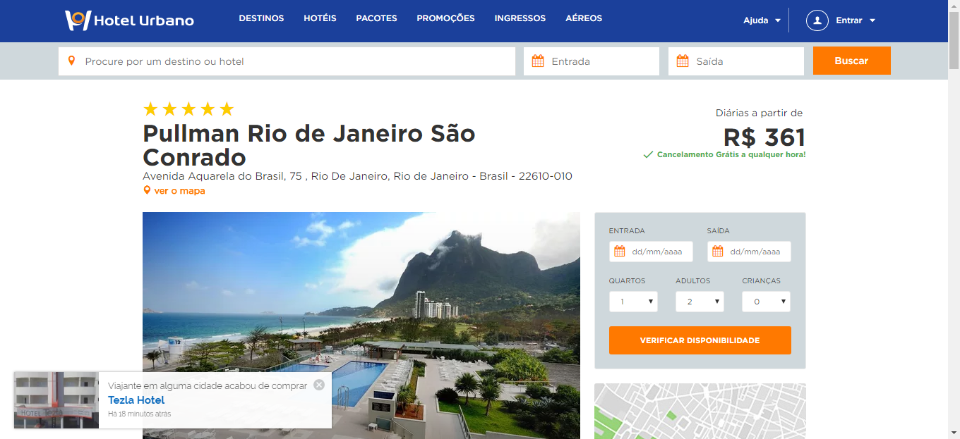 Hotel Urbano
DESTINOS HOTÉIS PACOTES PROMOÇÕES INGRESSOS AÉREOS
Ajuda Entrar
Procure por um destino ou hotel
Entrada
Saída
Buscar
Pullman Rio de Janeiro São
Conrado
Avenida Aquarela do Brasil, 75 , Rio De Janeiro, Rio de Janeiro - Brasil - 22610-010
ver o mapa
Diárias a partir de
R$ 361
Cancelamento Grátis a qualquer hora!
ENTRADA SAÍDA
dd/mm/aaaa dd/mm/aaaa
QUARTOS ADULTOS CRIANÇAS
1 2 0
VERIFICAR DISPONIBILIDADE
Viajante em alguma cidade acabou de comprar
Tezla Hotel
Há 18 minutos atrás